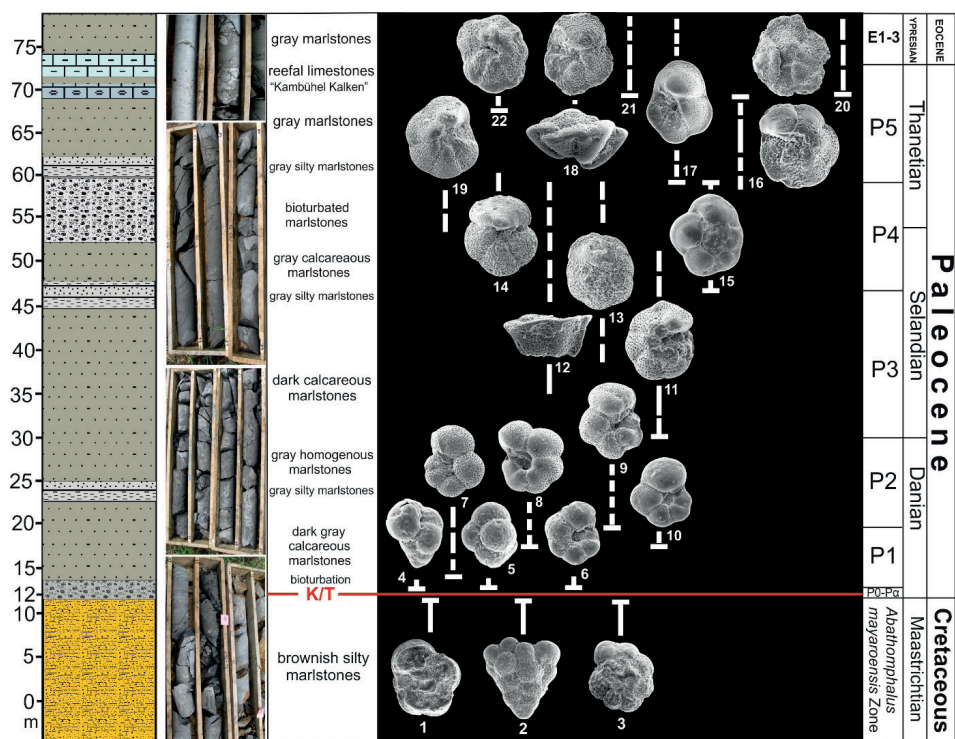 75
70
65
60
55
50
45
40
35
30
25
20
15
12
10
5
0
m
gray marlstones
reefal limestones
"Kambühel Kalken"
gray marlstones
gray silty marlstones
bioturbated
marlstones
gray calcareaous
marlstones
gray silty marlstones
dark calcareous
marlstones
gray homogenous
marlstones
gray silty marlstones
dark gray
calcareous
marlstones
bioturbation
K/T
brownish silty
marlstones
22
21
20
19
18
17
16
15
14
13
12
11
10
9
8
7
6
5
4
3
2
1
E1-3
P5
P4
P3
P2
P1
P0-Pα
Abathomphalus
mayaroensis Zone
YPRESIAN
Thanetian
Selandian
Danian
Maastrichtian
EOCENE
Paleocene
Cretaceous